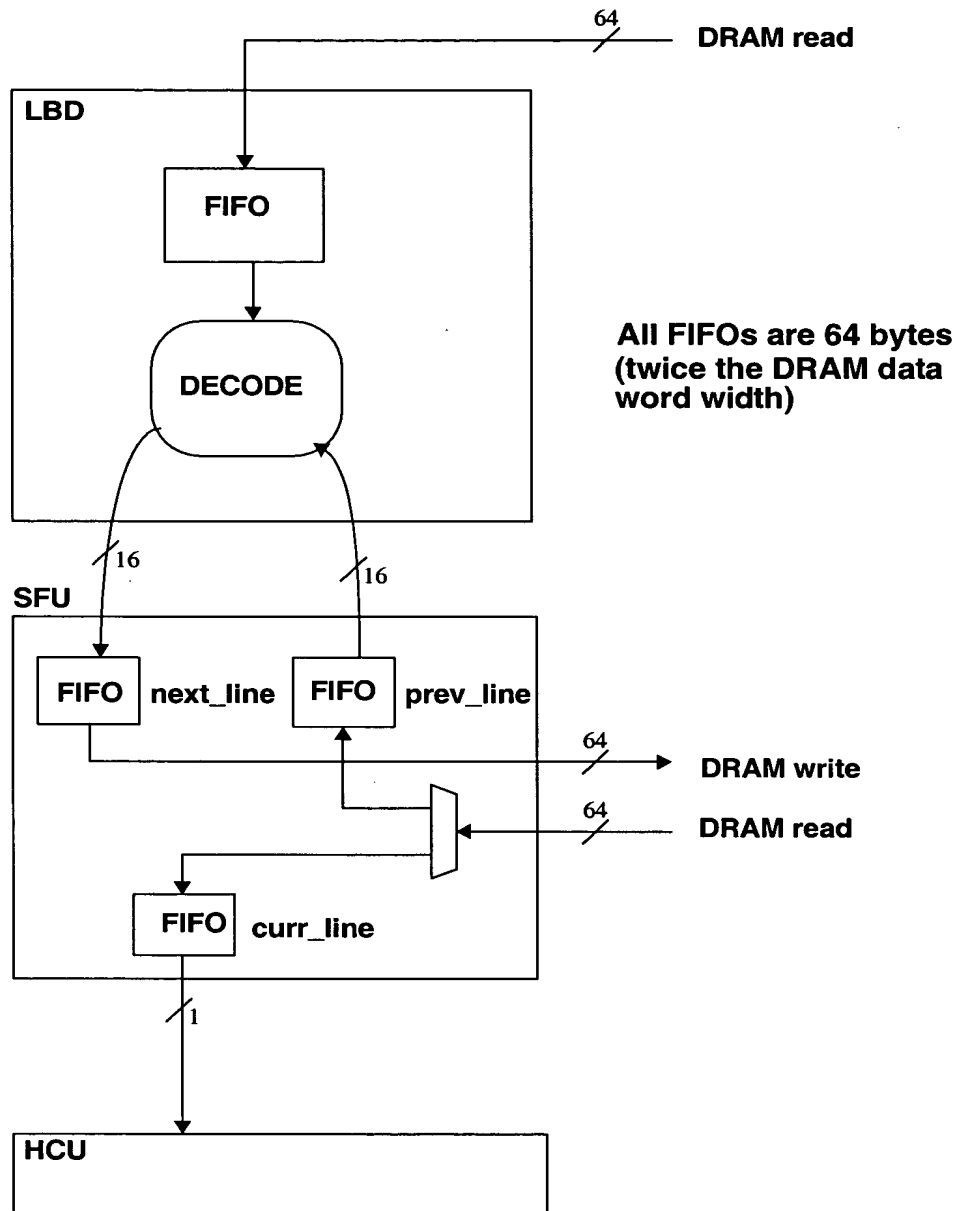 64
DRAM read
LBD
FIFO
All FIFOs are 64 bytes
(twice the DRAM data
word width)
DECODE
16
16
SFU
FIFO
next_line
FIFO
prev_line
64
DRAM write
64
DRAM read
FIFO
curr_line
1
HCU